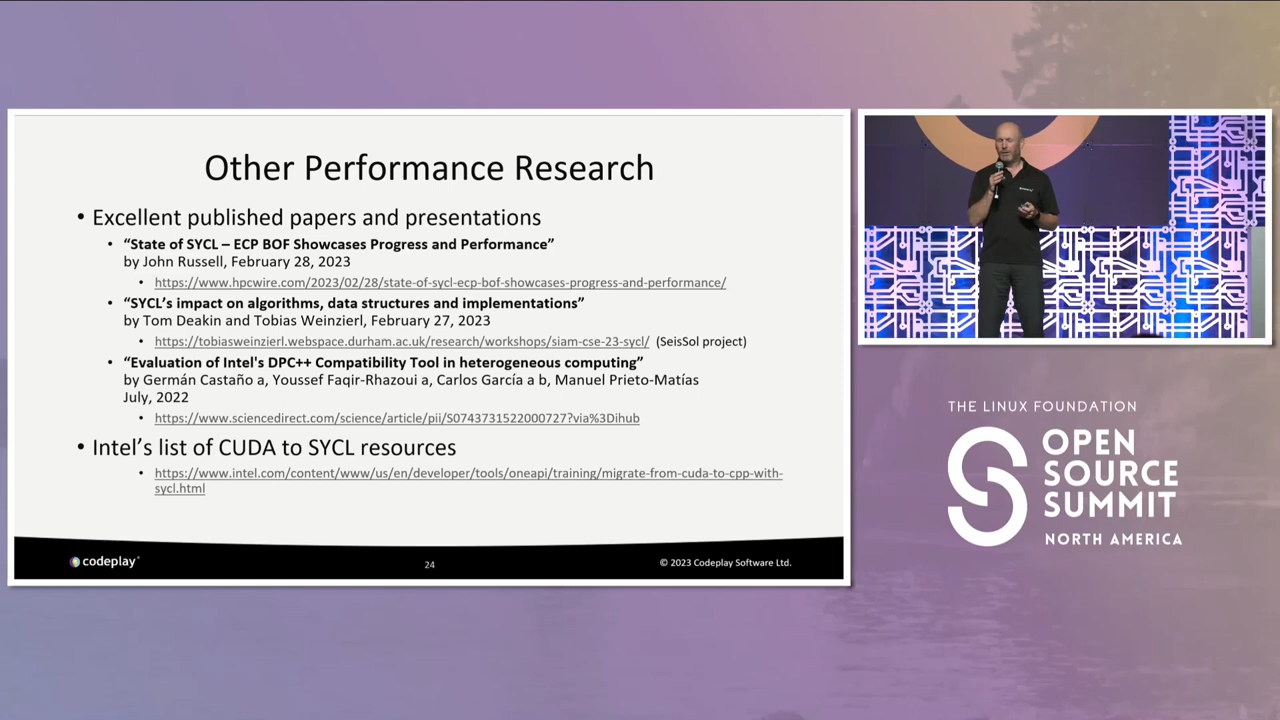 Other Performance Research
• Excellent published papers and presentations
• “State of SYCL – ECP BOF Showcases Progress and Performance”
by John Russell, February 28, 2023
• https://www.hpcwire.com/2023/02/28/state-of-sycl-ecp-bof-showcases-progress-and-performance/
• “SYCL’s impact on algorithms, data structures and implementations”
by Tom Deakin and Tobias Weinzierl, February 27, 2023
• https://tobiasweinzierl.webspace.durham.ac.uk/research/workshops/siam-cse-23-sycl/ (SeisSol project)
• “Evaluation of Intel's DPC++ Compatibility Tool in heterogeneous computing”
by Germán Castaño a, Youssef Faqir-Rhazoui a, Carlos García a b, Manuel Prieto-Matías
July, 2022
• https://www.sciencedirect.com/science/article/pii/S0743731522000727?via%3Dihub
• Intel’s list of CUDA to SYCL resources
• https://www.intel.com/content/www/us/en/developer/tools/oneapi/training/migrate-from-cuda-to-cpp-with-
sycl.html
codeplay®
24
© 2023 Codeplay Software Ltd.
THE LINUX FOUNDATION
OPEN
SOURCE
SUMMIT
NORTH AMERICA